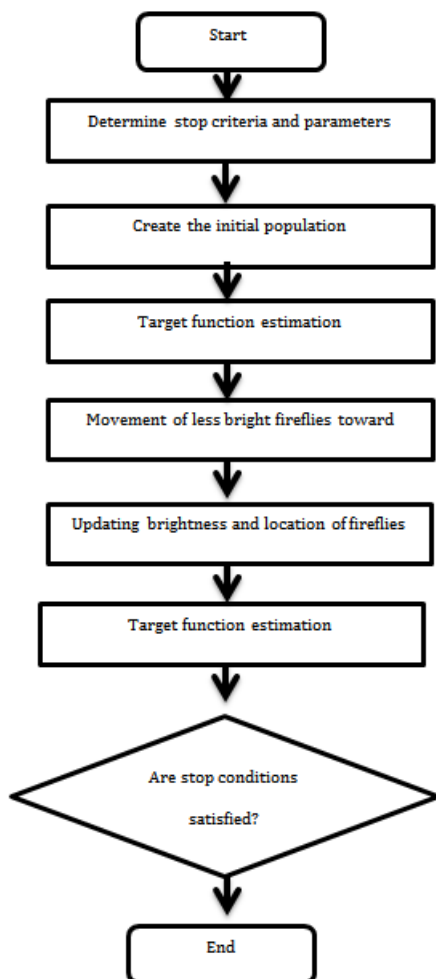 Start
Determine stop criteria and parameters
Create the initial population
Target function estimation
Movement of less bright fireflies toward
Updating brightness and location of fireflies
Target function estimation
Are stop conditions
satisfied?
End